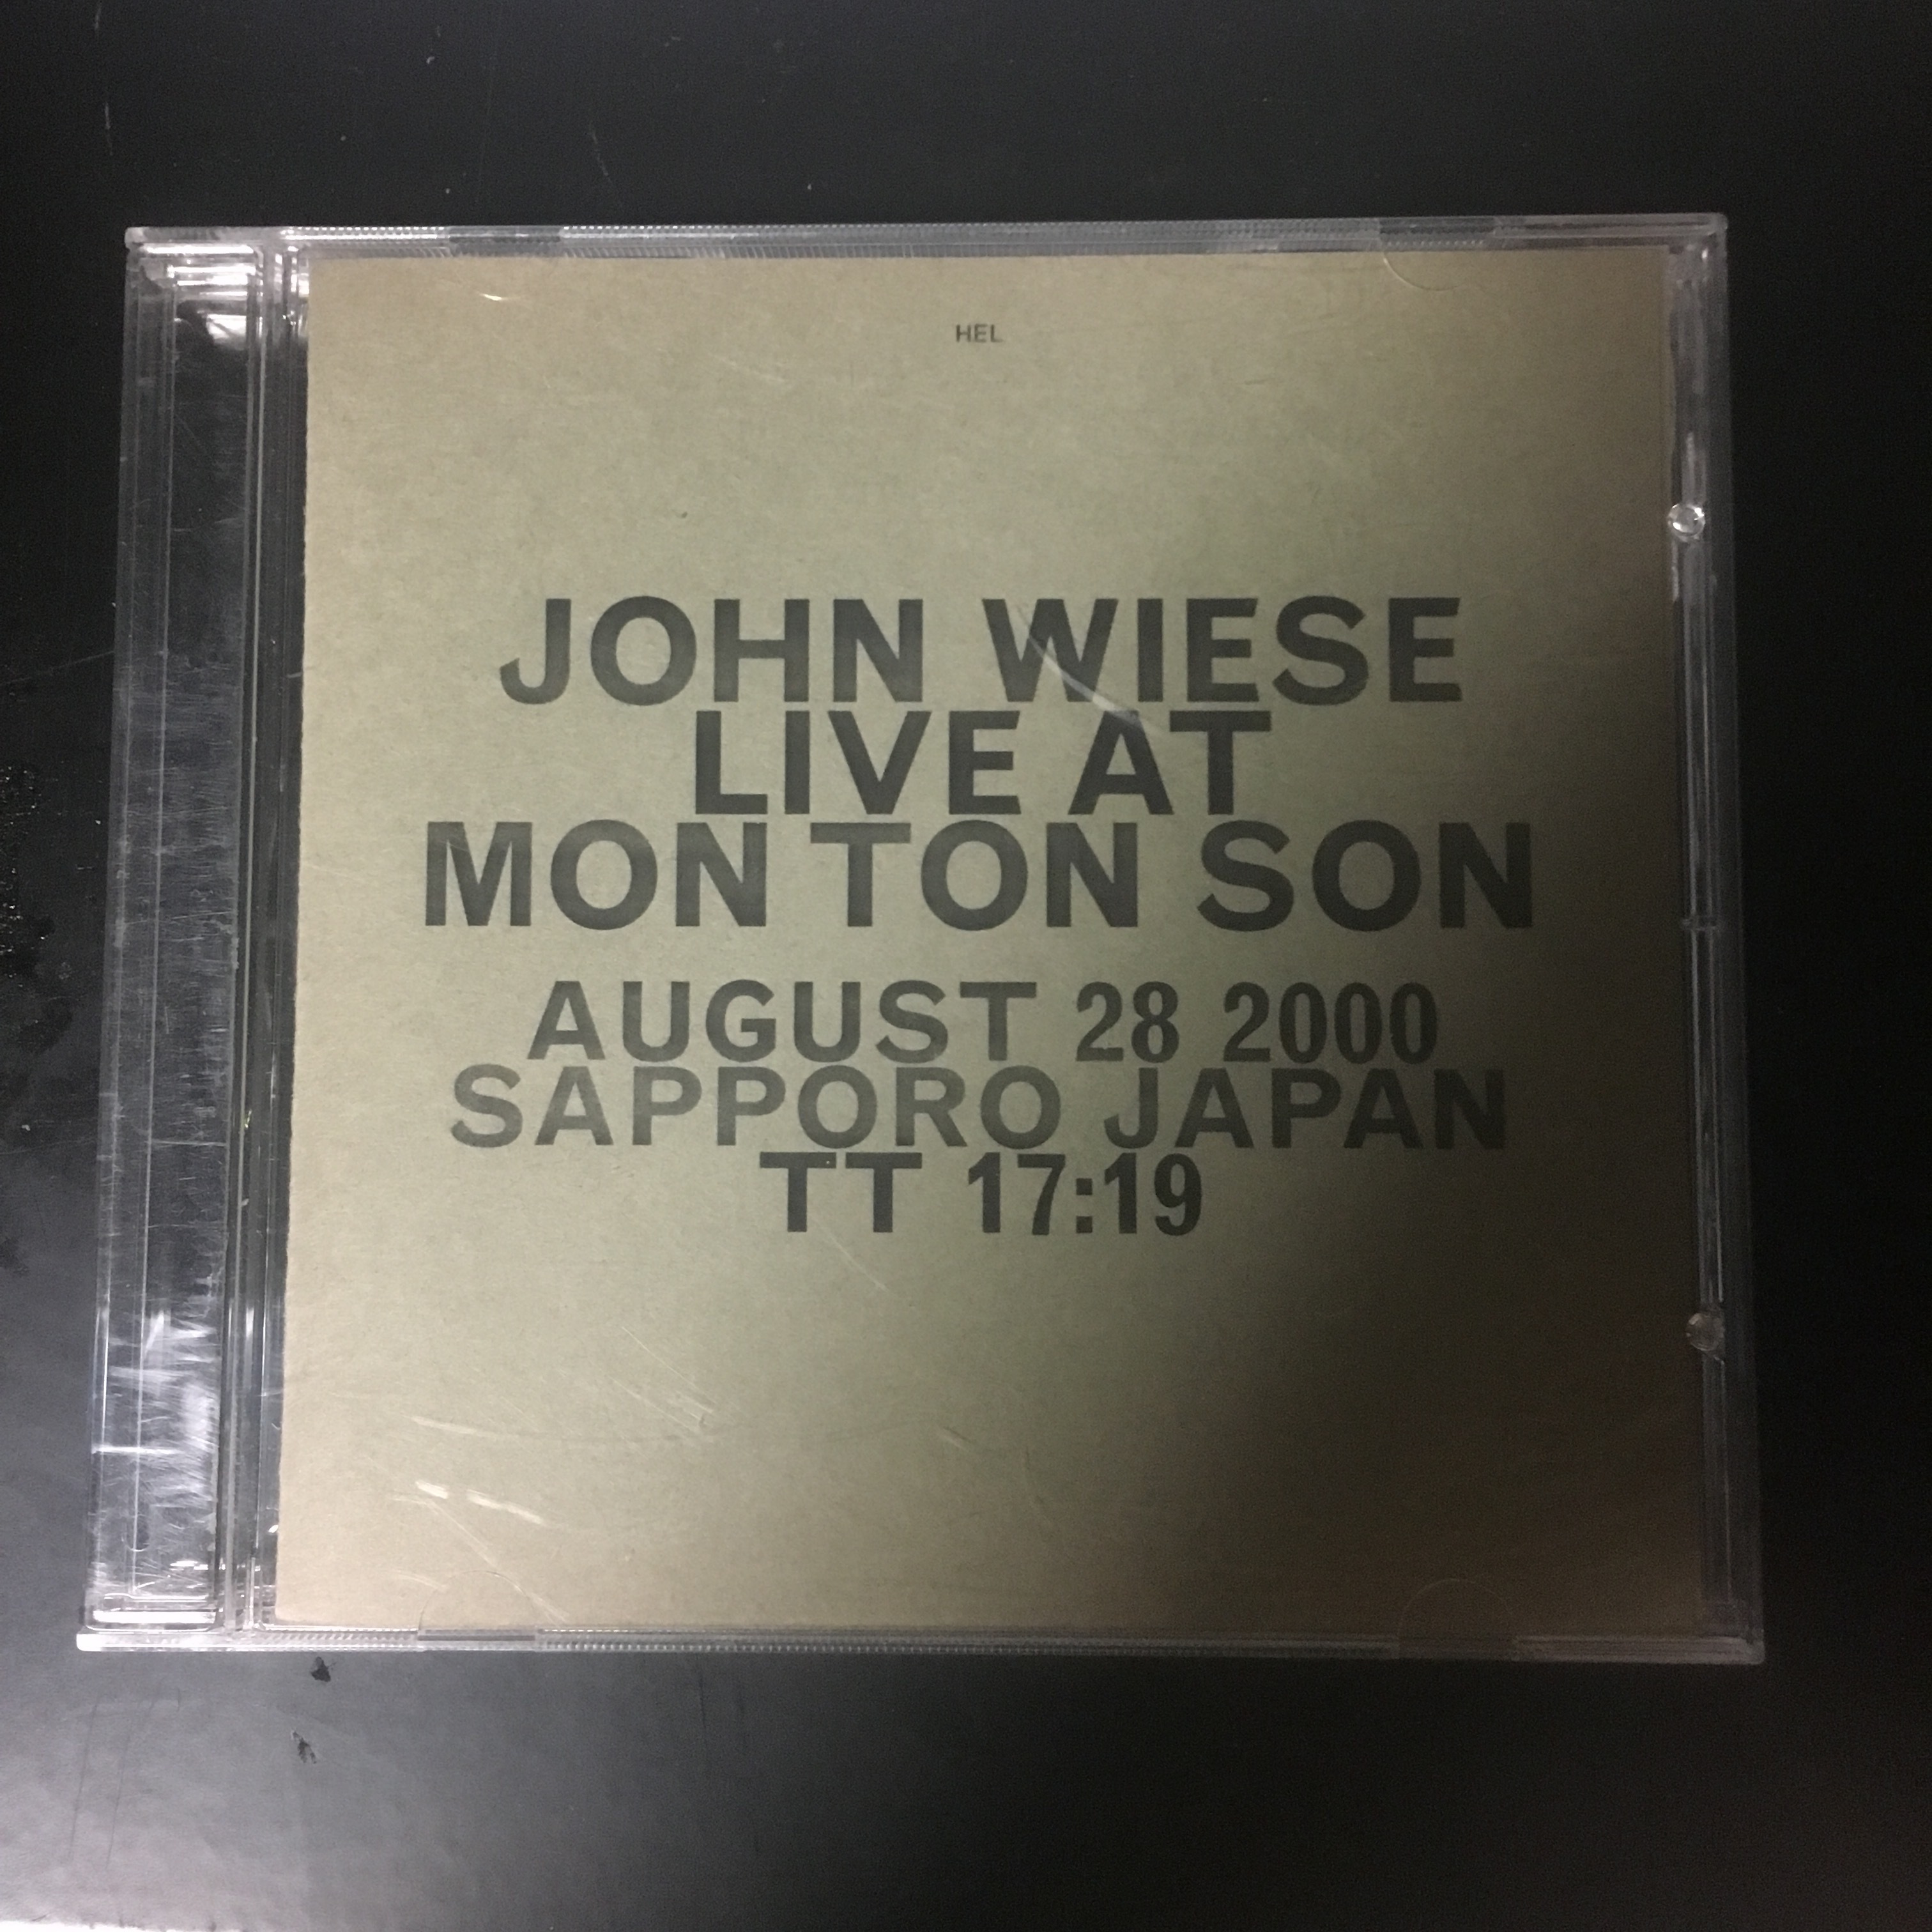 HEL
JOHN WIESE
LIVE AT
MON TON SON
AUGUST 28 2000
SAPPORO JAPAN
TT 17:19